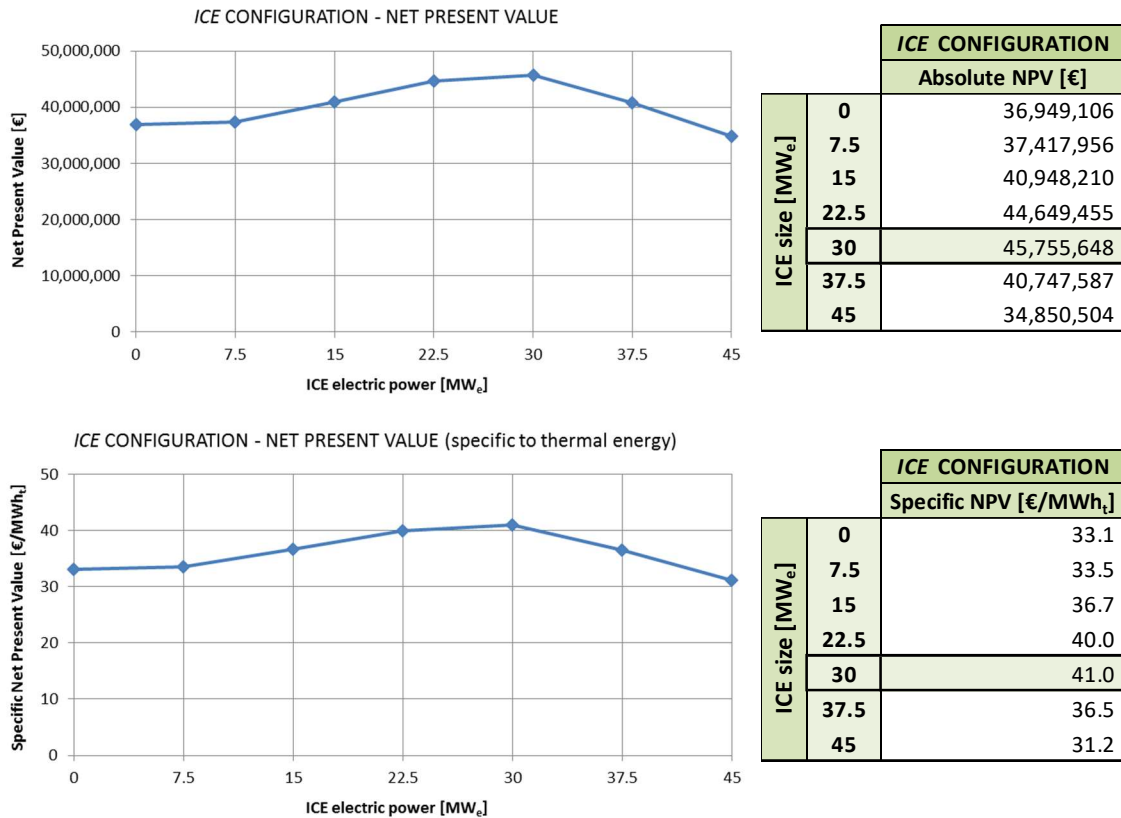 ICE CONFIGURATION - NET PRESENT VALUE
Net Present Value [€]
50,000,000
40,000,000
30,000,000
20,000,000
10,000,000
0
0 7.5 15 22.5 30 37.5 45
ICE electric power [MWe]
ICE CONFIGURATION
Absolute NPV [€]
ICE size [MWe]
0 36,949,106
7.5 37,417,956
15 40,948,210
22.5 44,649,455
30 45,755,648
37.5 40,747,587
45 34,850,504
ICE CONFIGURATION - NET PRESENT VALUE (specific to thermal energy)
Specific Net Present Value [€/MWht]
50
40
30
20
10
0
0 7.5 15 22.5 30 37.5 45
ICE electric power [MWe]
ICE CONFIGURATION
Specific NPV [€/MWht]
ICE size [MWe]
0 33.1
7.5 33.5
15 36.7
22.5 40.0
30 41.0
37.5 36.5
45 31.2